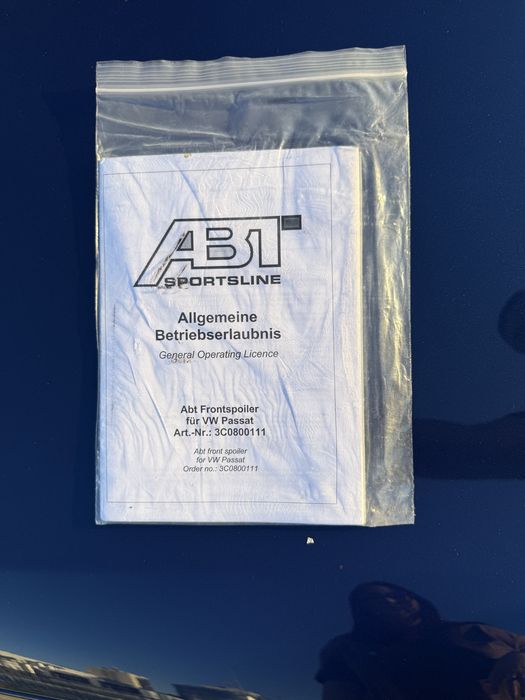 ABT
SPORTSLINE
Allgemeine
Betriebserlaubnis
General Operating Licence
Abt Frontspoiler
für VW Passat
Art.-Nr.: 3C0800111
Abt front spoiler
for VW Passat
Order no.: 3C0800111